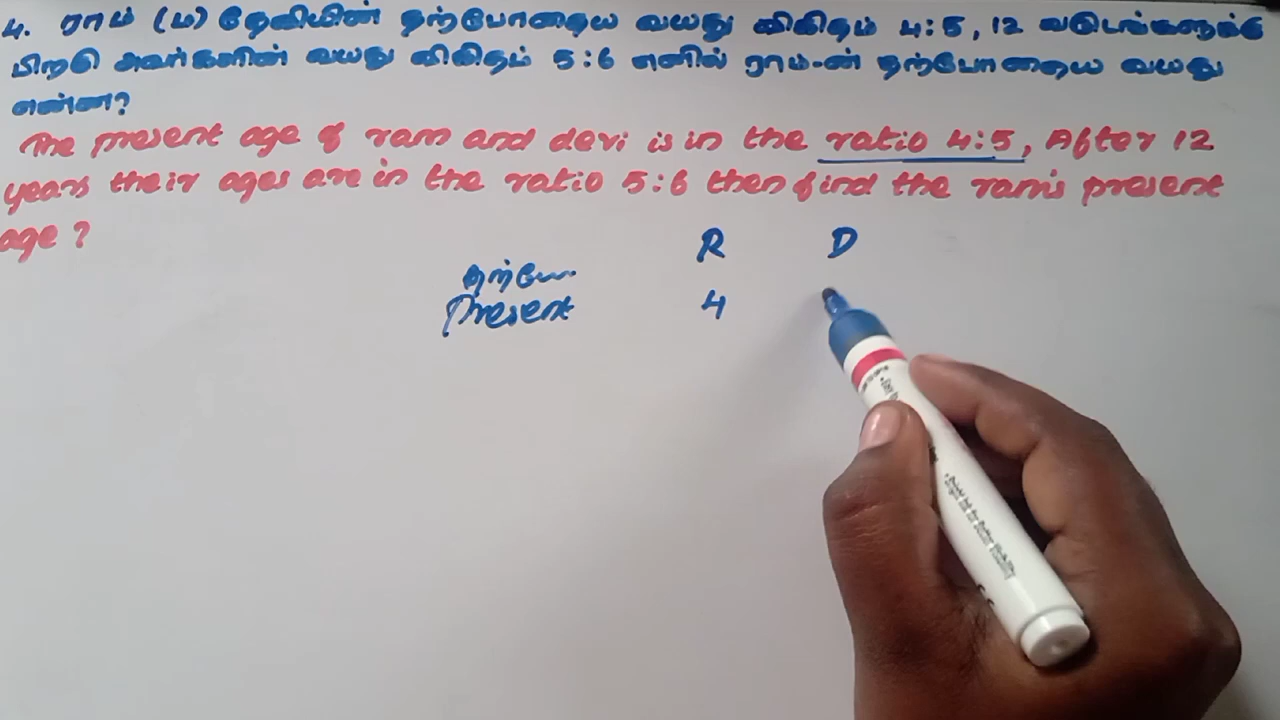 4. ராம் (ம) தேவியின் தற்போதைய வயது விகிதம் 4:5, 12 வருடங்களுக்கு
பிறகு அவர்களின் வயது விகிதம் 5:6 எனில் ராம்-ன் தற்போதைய வயது
என்ன?
The present age of ram and devi is in the ratio 4:5, After 12
years their ages are in the ratio 5:6 then find the ram's present
age?
R D
தற்போ..
Present 4